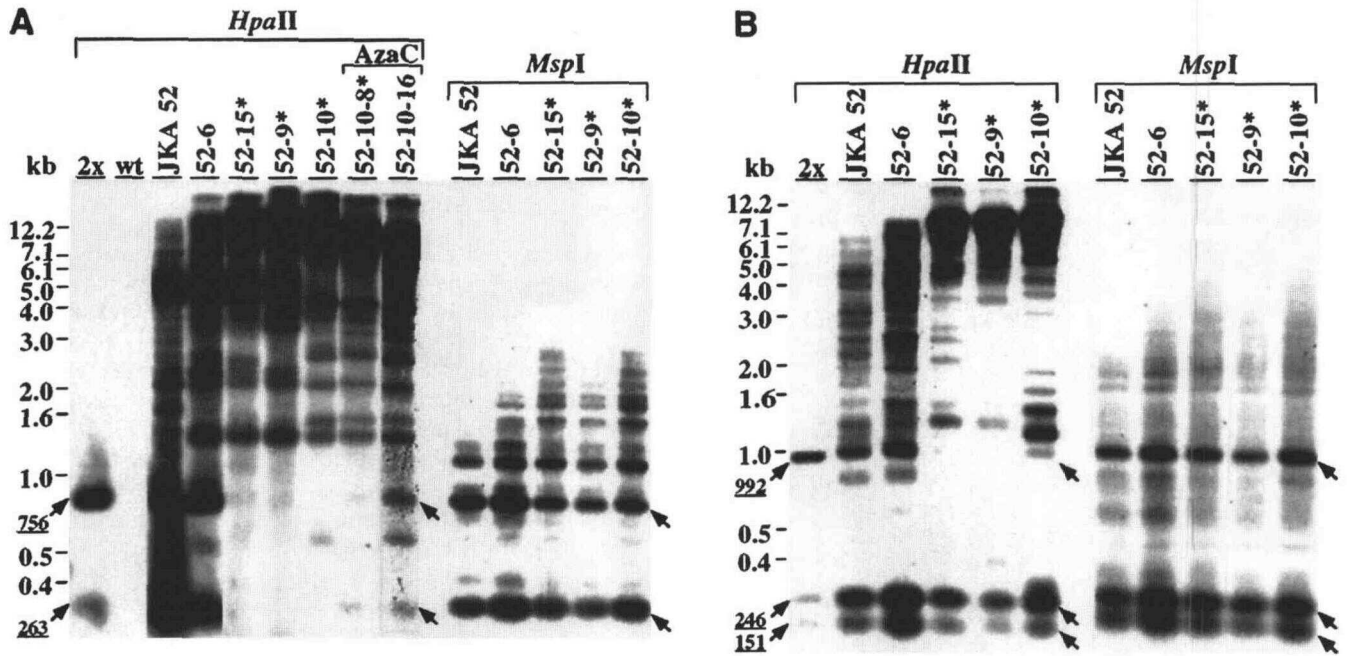 A
HpaII
AzaC
MspI
kb
2x
wt
JKA 52
52-6
52-15*
52-9*
52-10*
52-10-8*
52-10-16
JKA 52
52-6
52-15*
52-9*
52-10*
12.2
7.1
6.1
5.0
4.0
3.0
2.0
1.6
1.0
756
0.5
0.4
263
B
HpaII
MspI
kb
2x
JKA 52
52-6
52-15*
52-9*
52-10*
JKA 52
52-6
52-15*
52-9*
52-10*
12.2
7.1
6.1
5.0
4.0
3.0
2.0
1.6
1.0
992
0.5
0.4
246
151